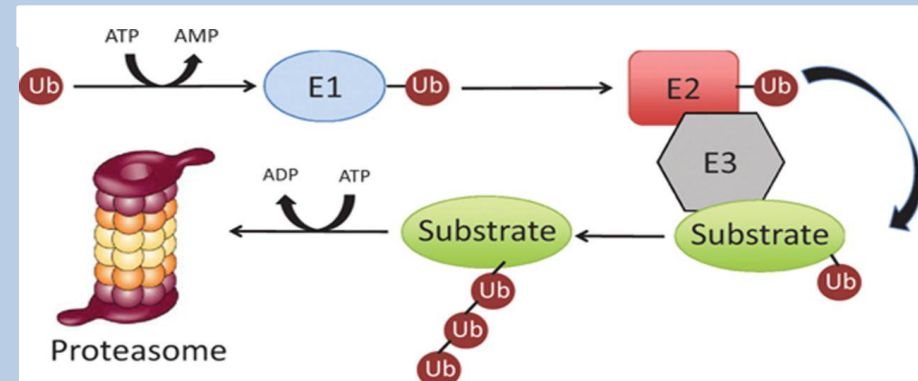 ATP AMP
Ub E1 Ub E2 Ub
E3
ADP ATP
Substrate Substrate
Ub
Ub
Ub
Ub
Proteasome